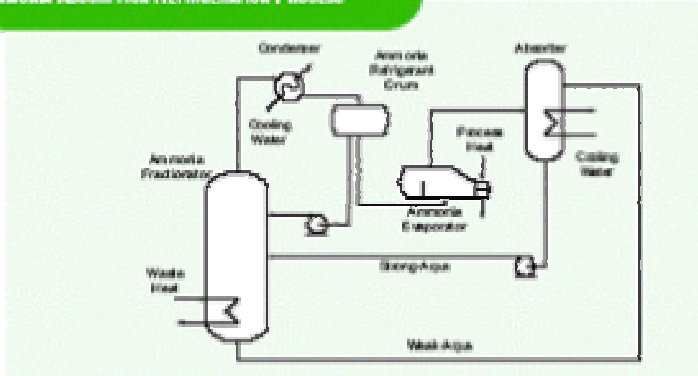 Condenser
Ammonia
Refrigerant
Drum
Absorber
Cooling
Water
Process
Heat
Cooling
Water
Ammonia
Fractionator
Ammonia
Evaporator
Waste
Heat
Strong Aqua
Weak Aqua